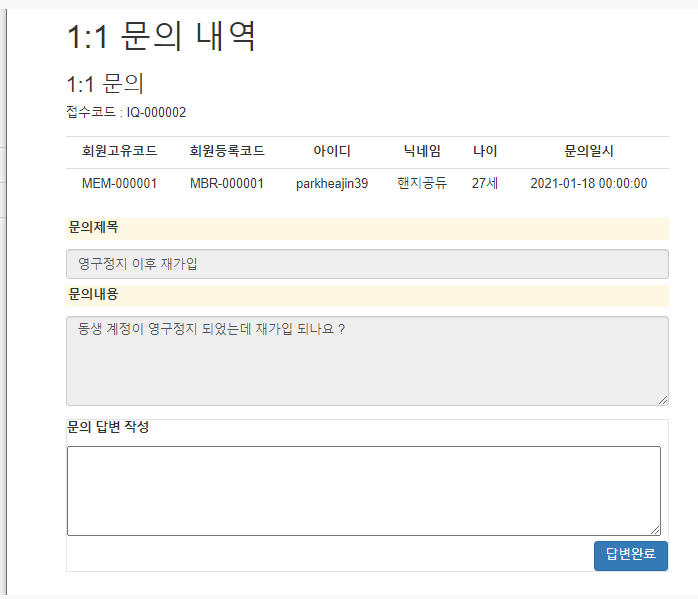 1:1 문의 내역
1:1 문의
접수코드 : IQ-000002
회원고유코드 회원등록코드 아이디 닉네임 나이 문의일시
MEM-000001 MBR-000001 parkheajin39 핸지공듀 27세 2021-01-18 00:00:00
문의제목
영구정지 이후 재가입
문의내용
동생 계정이 영구정지 되었는데 재가입 되나요 ?
문의 답변 작성
답변완료